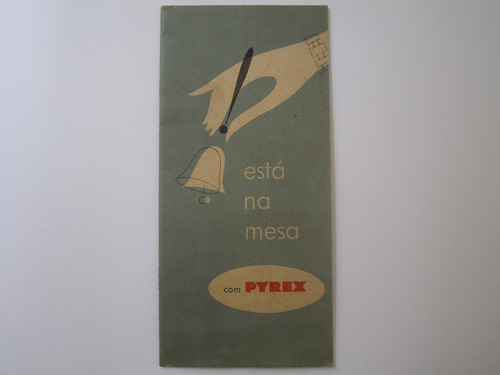 está
na
mesa
com PYREX